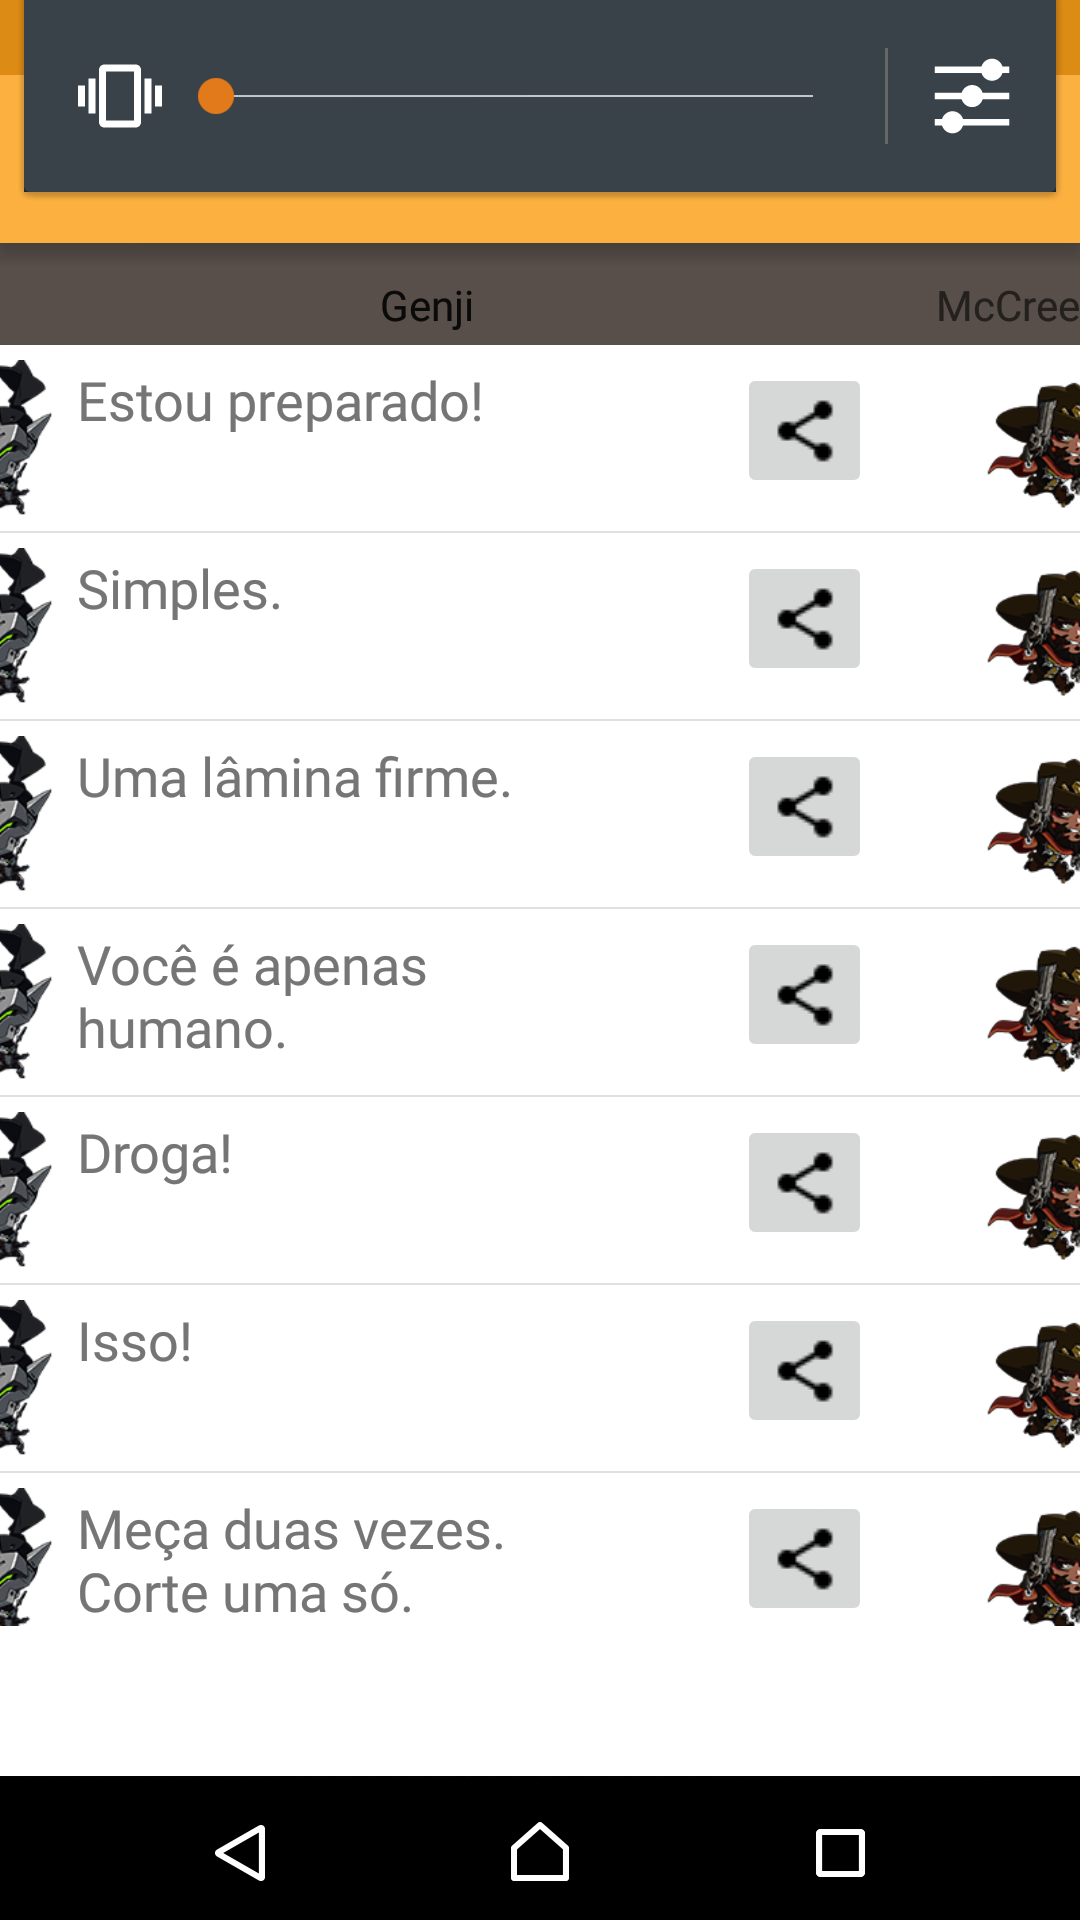 Genji
McCree
Estou preparado!
Simples.
Uma lâmina firme.
Você é apenas
humano.
Droga!
Isso!
Meça duas vezes.
Corte uma só.